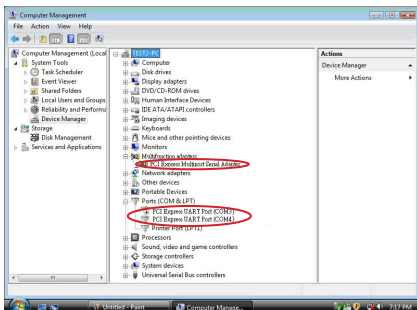 Computer Management
File Action View Help
Computer Management (Local
System Tools
Task Scheduler
Event Viewer
Shared Folders
Local Users and Groups
Reliability and Performa
Device Manager
Storage
Disk Management
Services and Applications
TEST2-PC
Computer
Disk drives
Display adapters
DVD/CD-ROM drives
Human Interface Devices
IDE ATA/ATAPI controllers
Imaging devices
Keyboards
Mice and other pointing devices
Monitors
Multifunction adapters
PCI Express Multiport Serial Adapter
Network adapters
Other devices
Portable Devices
Ports (COM & LPT)
PCI Express UART Port (COM3)
PCI Express UART Port (COM4)
Printer Port (LPT1)
Processors
Sound, video and game controllers
Storage controllers
System devices
Universal Serial Bus controllers
Actions
Device Manager
More Actions
Untitled - Paint
Computer Manage...
7:17 PM